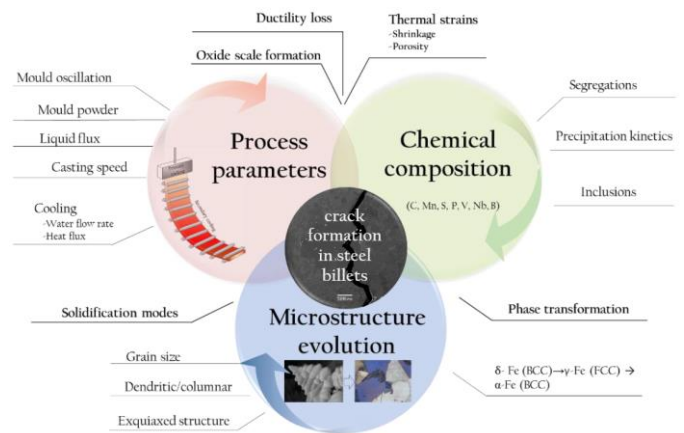 Ductility loss
Oxide scale formation
Thermal strains
-Shrinkage
-Porosity
Mould oscillation
Mould powder
Liquid flux
Casting speed
Cooling
-Water flow rate
-Heat flux
Process
parameters
Chemical
composition
(C, Mn, S, P, V, Nb, B)
Segregations
Precipitation kinetics
Inclusions
crack
formation
in steel
billets
Solidification modes
Phase transformation
Microstructure
evolution
Grain size
Dendritic/columnar
Exquiaxed structure
δ- Fe (BCC)→γ-Fe (FCC) →
α-Fe (BCC)